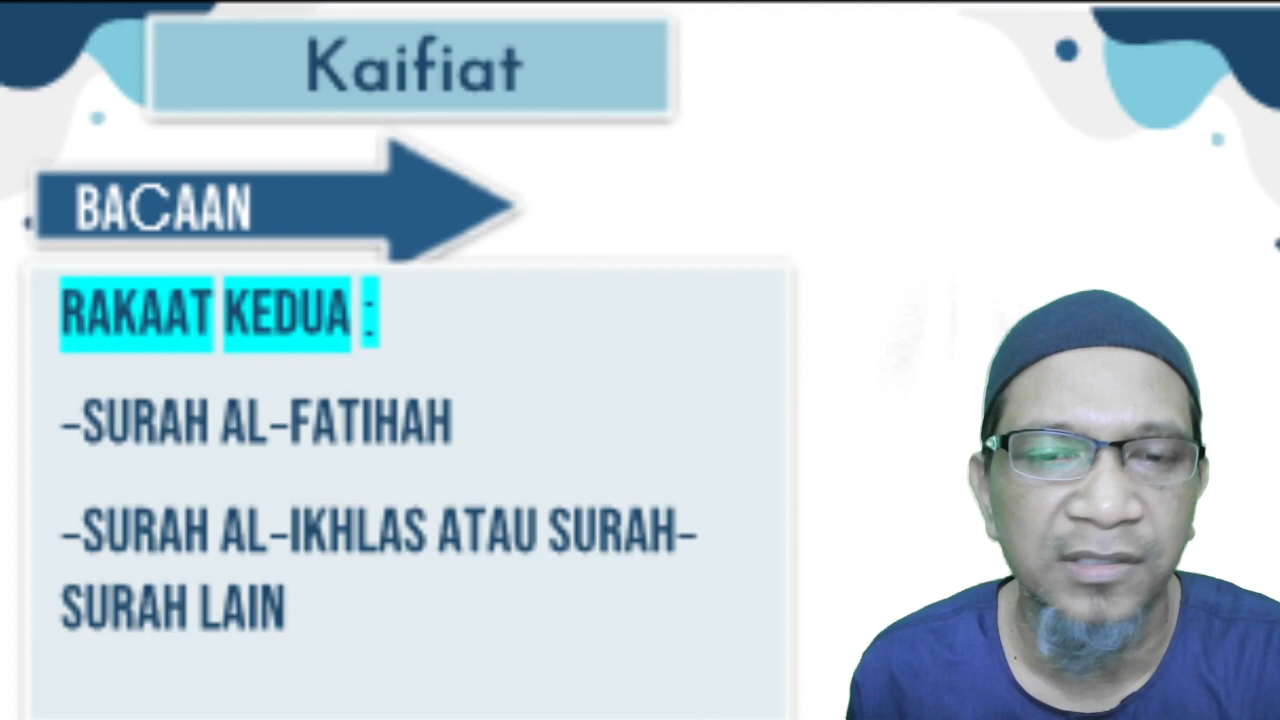 Kaifiat
BACAAN
RAKAAT KEDUA :
-SURAH AL-FATIHAH
-SURAH AL-IKHLAS ATAU SURAH-
SURAH LAIN